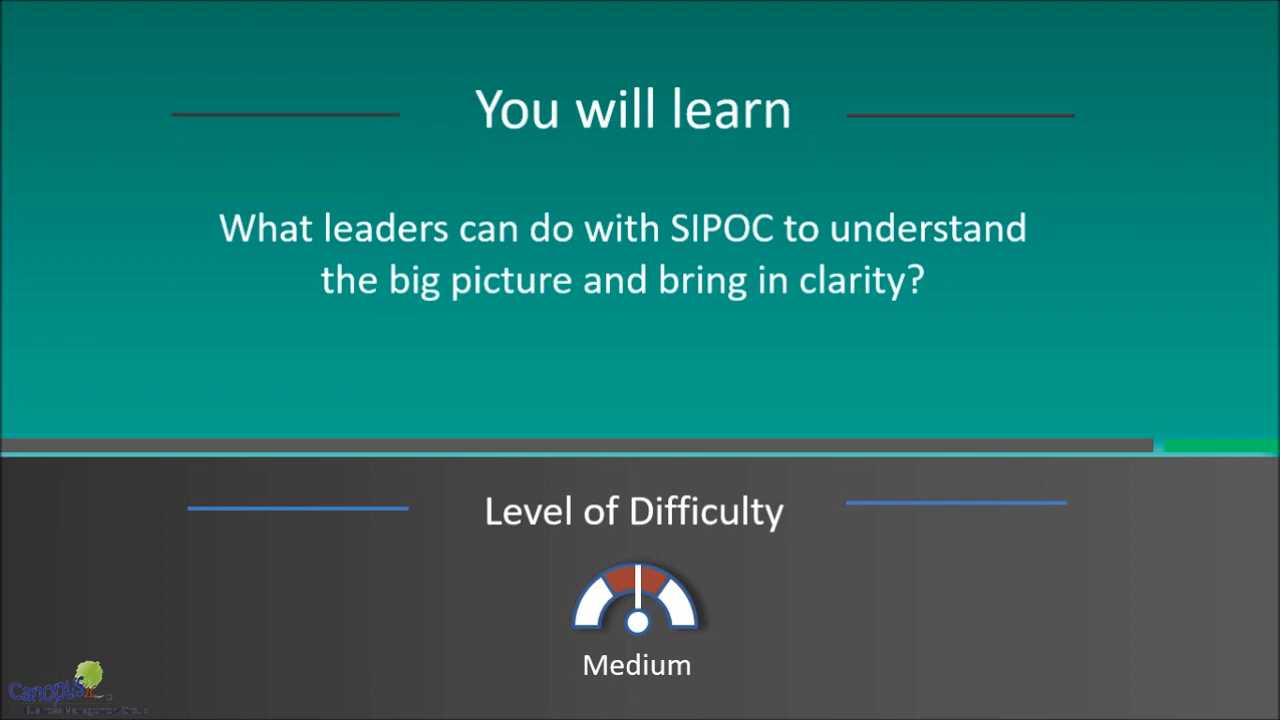 You will learn
What leaders can do with SIPOC to understand
the big picture and bring in clarity?
Level of Difficulty
Medium
Canopus